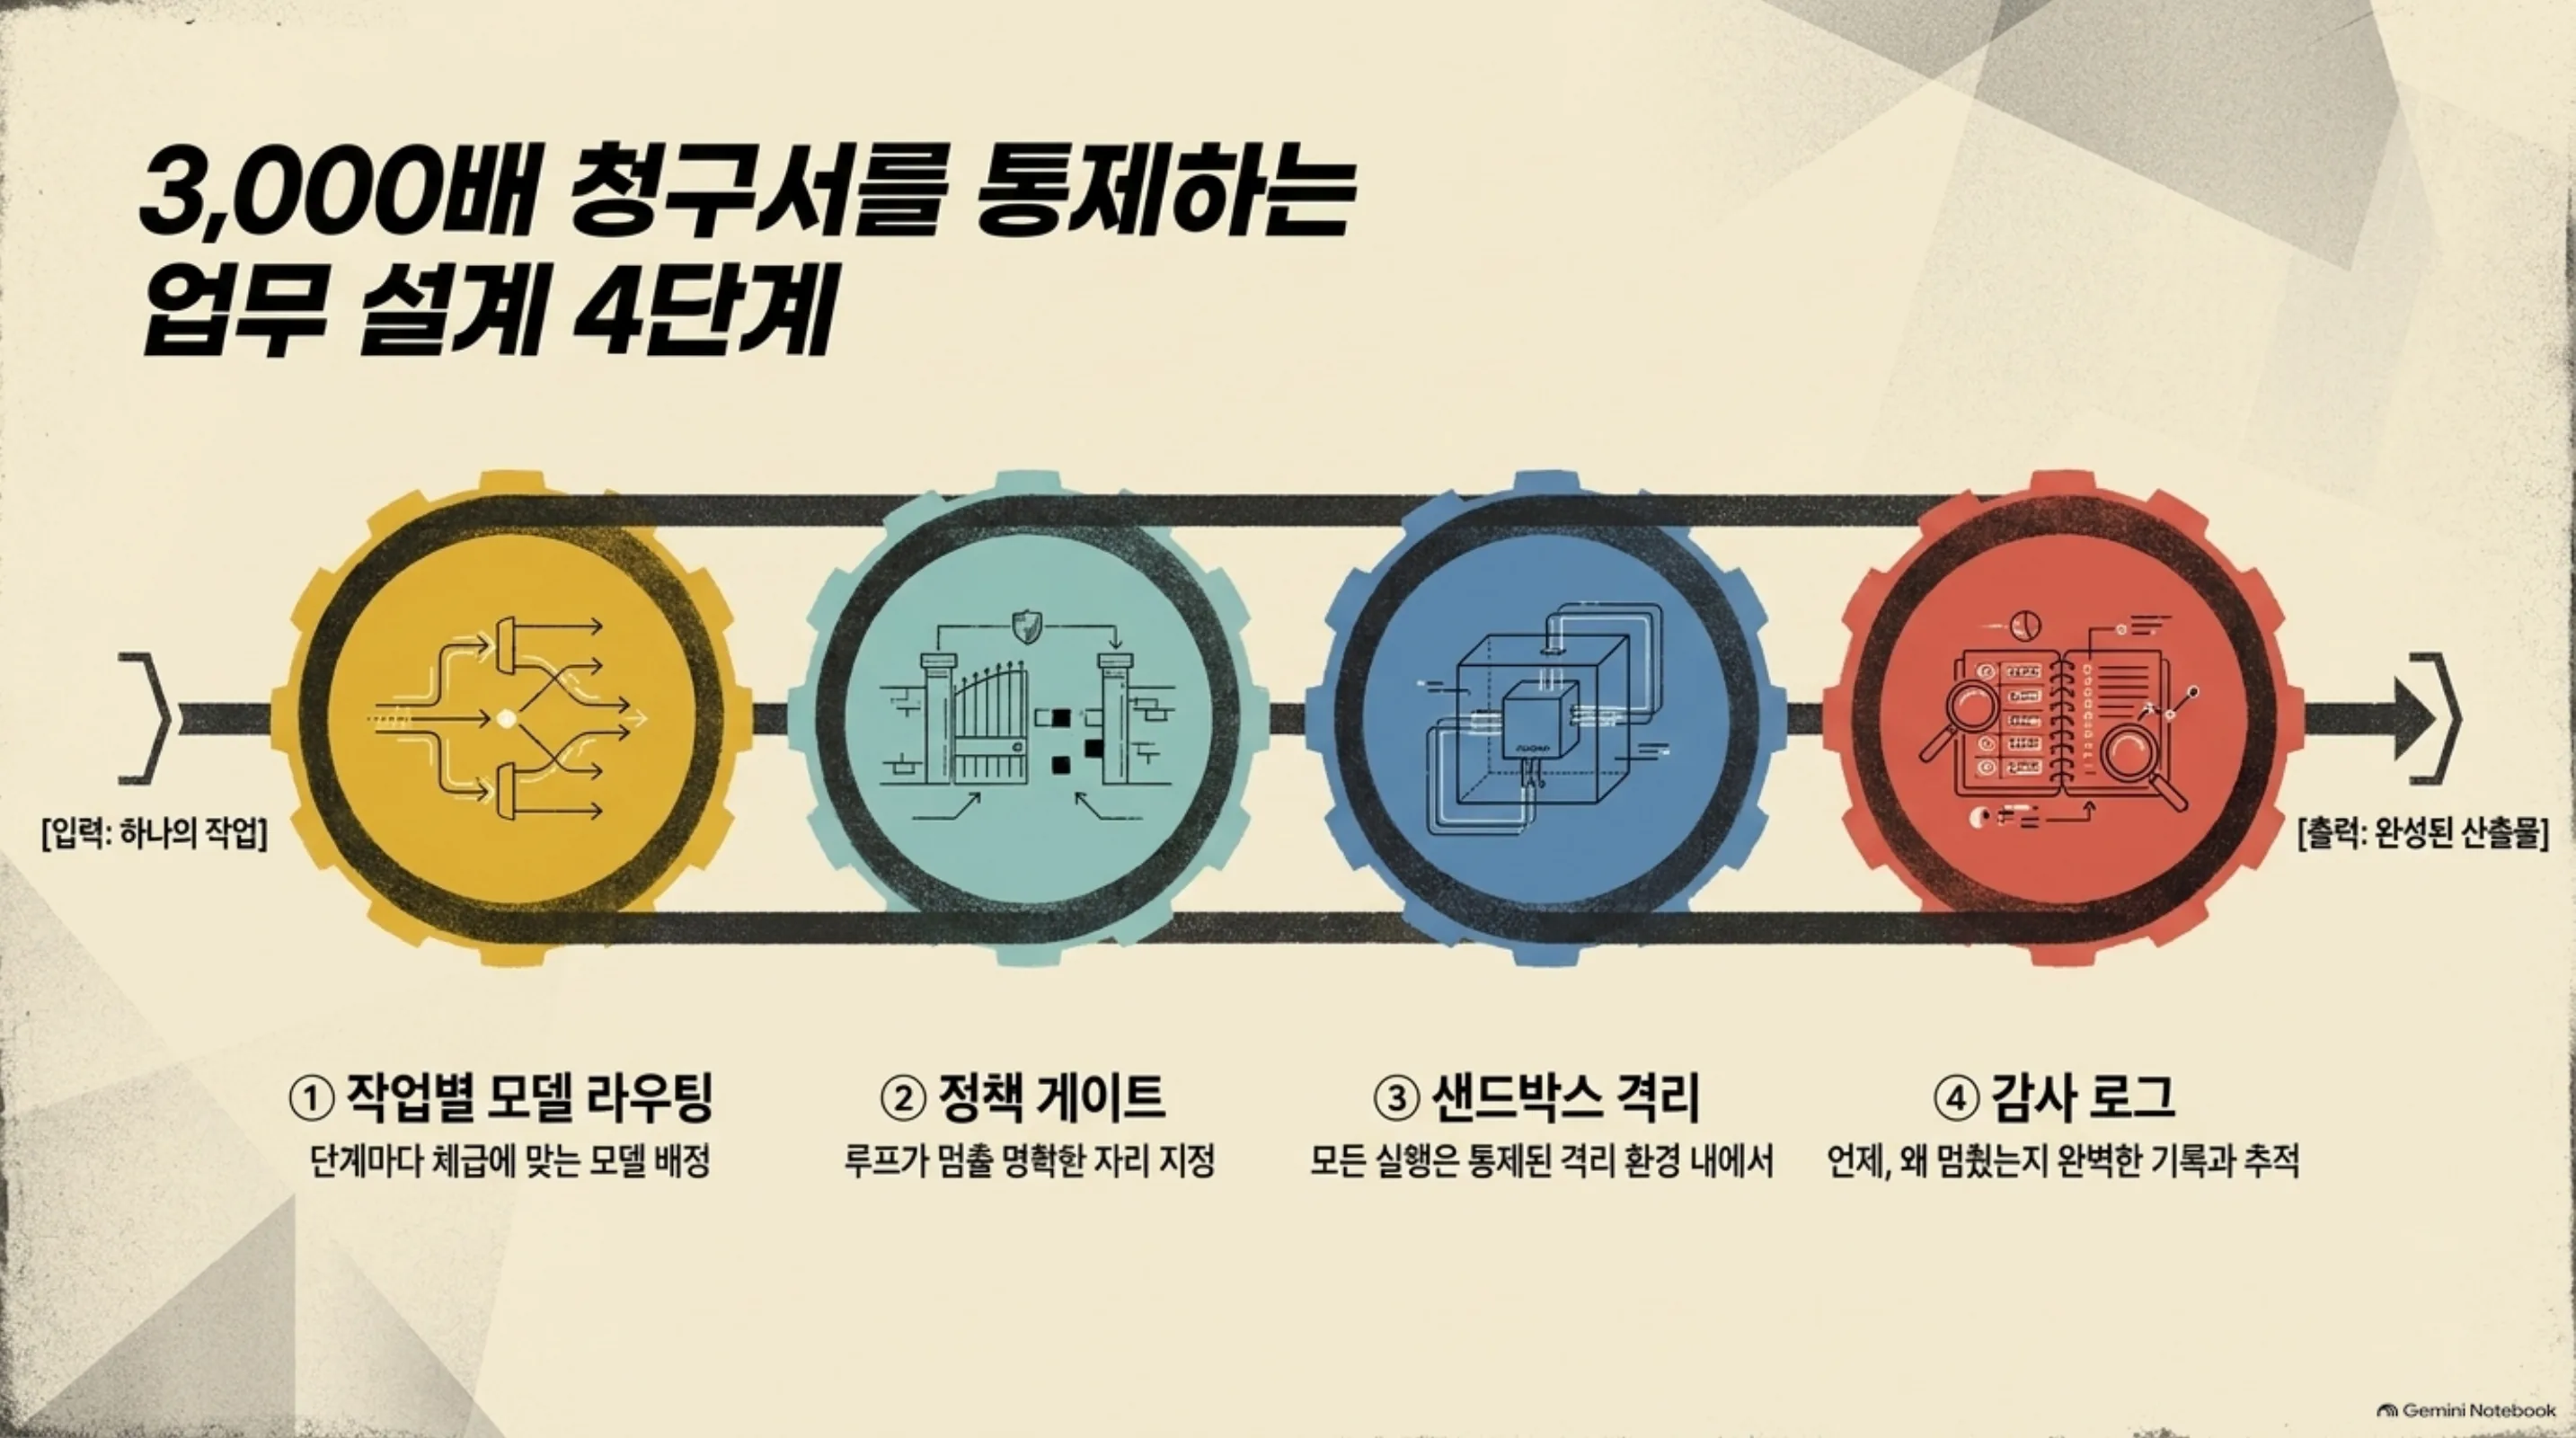 3,000배 청구서를 통제하는
업무 설계 4단계
[입력: 하나의 작업]
[출력: 완성된 산출물]
① 작업별 모델 라우팅
단계마다 체급에 맞는 모델 배정
② 정책 게이트
루프가 멈출 명확한 자리 지정
③ 샌드박스 격리
모든 실행은 통제된 격리 환경 내에서
④ 감사 로그
언제, 왜 멈췄는지 완벽한 기록과 추적
Gemini Notebook